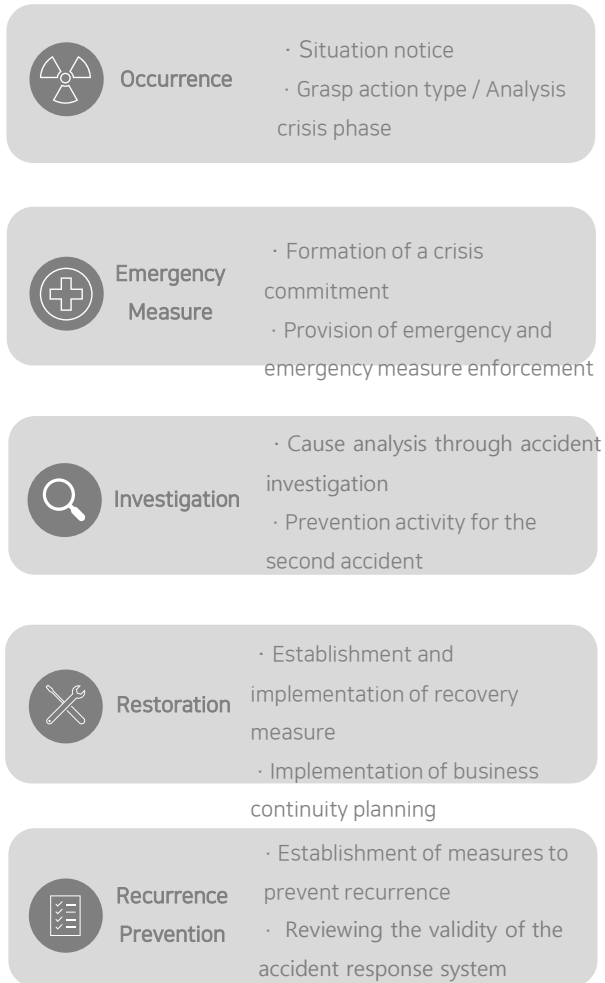 Occurrence
· Situation notice
· Grasp action type / Analysis
crisis phase
Emergency
Measure
· Formation of a crisis
commitment
· Provision of emergency and
emergency measure enforcement
Investigation
· Cause analysis through accident
investigation
· Prevention activity for the
second accident
Restoration
· Establishment and
implementation of recovery
measure
· Implementation of business
continuity planning
Recurrence
Prevention
· Establishment of measures to
prevent recurrence
· Reviewing the validity of the
accident response system